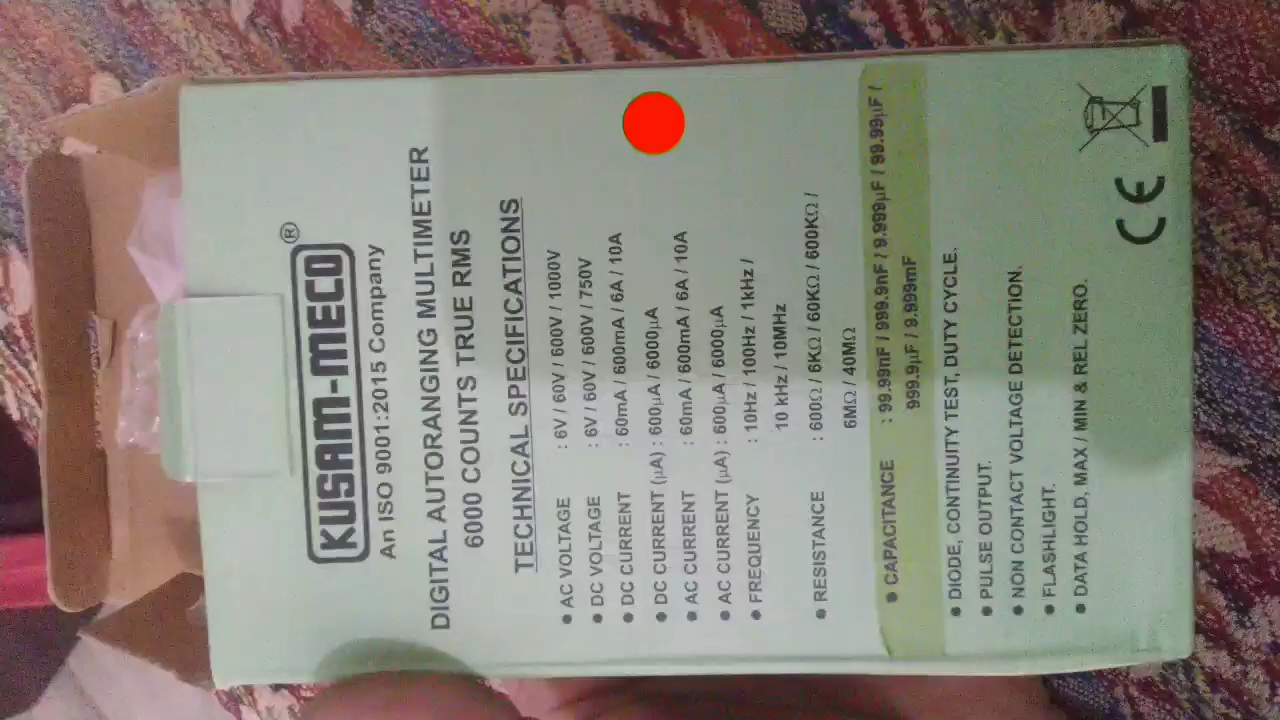 KUSAM-MECO®
An ISO 9001:2015 Company
DIGITAL AUTORANGING MULTIMETER
6000 COUNTS TRUE RMS
TECHNICAL SPECIFICATIONS
● AC VOLTAGE : 6V / 60V / 600V / 1000V
● DC VOLTAGE : 6V / 60V / 600V / 750V
● DC CURRENT : 60mA / 600mA / 6A / 10A
● DC CURRENT (µA) : 600µA / 6000µA
● AC CURRENT : 60mA / 600mA / 6A / 10A
● AC CURRENT (µA) : 600µA / 6000µA
● FREQUENCY : 10Hz / 100Hz / 1kHz /
10 kHz / 10MHz
● RESISTANCE : 600Ω / 6KΩ / 60KΩ / 600KΩ /
6MΩ / 40MΩ
● CAPACITANCE : 99.99nF / 999.9nF / 9.999µF / 99.99µF /
999.9µF / 9.999mF
● DIODE, CONTINUITY TEST, DUTY CYCLE.
● PULSE OUTPUT.
● NON CONTACT VOLTAGE DETECTION.
● FLASHLIGHT.
● DATA HOLD, MAX / MIN & REL ZERO.
CE